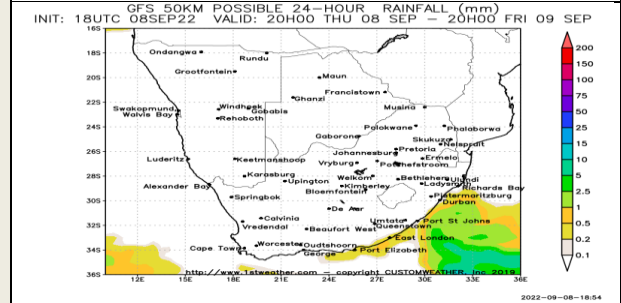 GFS 50KM POSSIBLE 24-HOUR RAINFALL (mm)
INIT: 18UTC 08SEP22 VALID: 20H00 THU 08 SEP – 20H00 FRI 09 SEP
16S
Ondangwa
Rundu
18S
Grootfontein
Maun
20S
Francistown
Ghanzi
22S
Musina
Swakopmund
Windhoek
Gobabis
Walvis Bay
Rehoboth
Polokwane
Phalaborwa
24S
Gaborone
Skukuza
Nelspruit
Johannesburg
Pretoria
26S
Luderitz
Keetmanshoop
Vryburg
Potchefstroom
Ermelo
Karasburg
Upington
Welkom
Bethlehem
Ulundi
28S
Alexander Bay
Kimberley
Ladysmith
Richards Bay
Springbok
Bloemfontein
Pietermaritzburg
30S
Durban
De Aar
Calvinia
Umtata
Port St Johns
32S
Vredendal
Beaufort West
Queenstown
East London
34S
Cape Town
Worcester
Oudtshoorn
George
Port Elizabeth
36S
http://www.1stweather.com – copyright CUSTOMWEATHER, Inc 2019
12E 15E 18E 21E 24E 27E 30E 33E 36E
200
150
100
75
50
25
15
10
5
2.5
1
0.5
0.2
0.1
2022-09-08-18:54